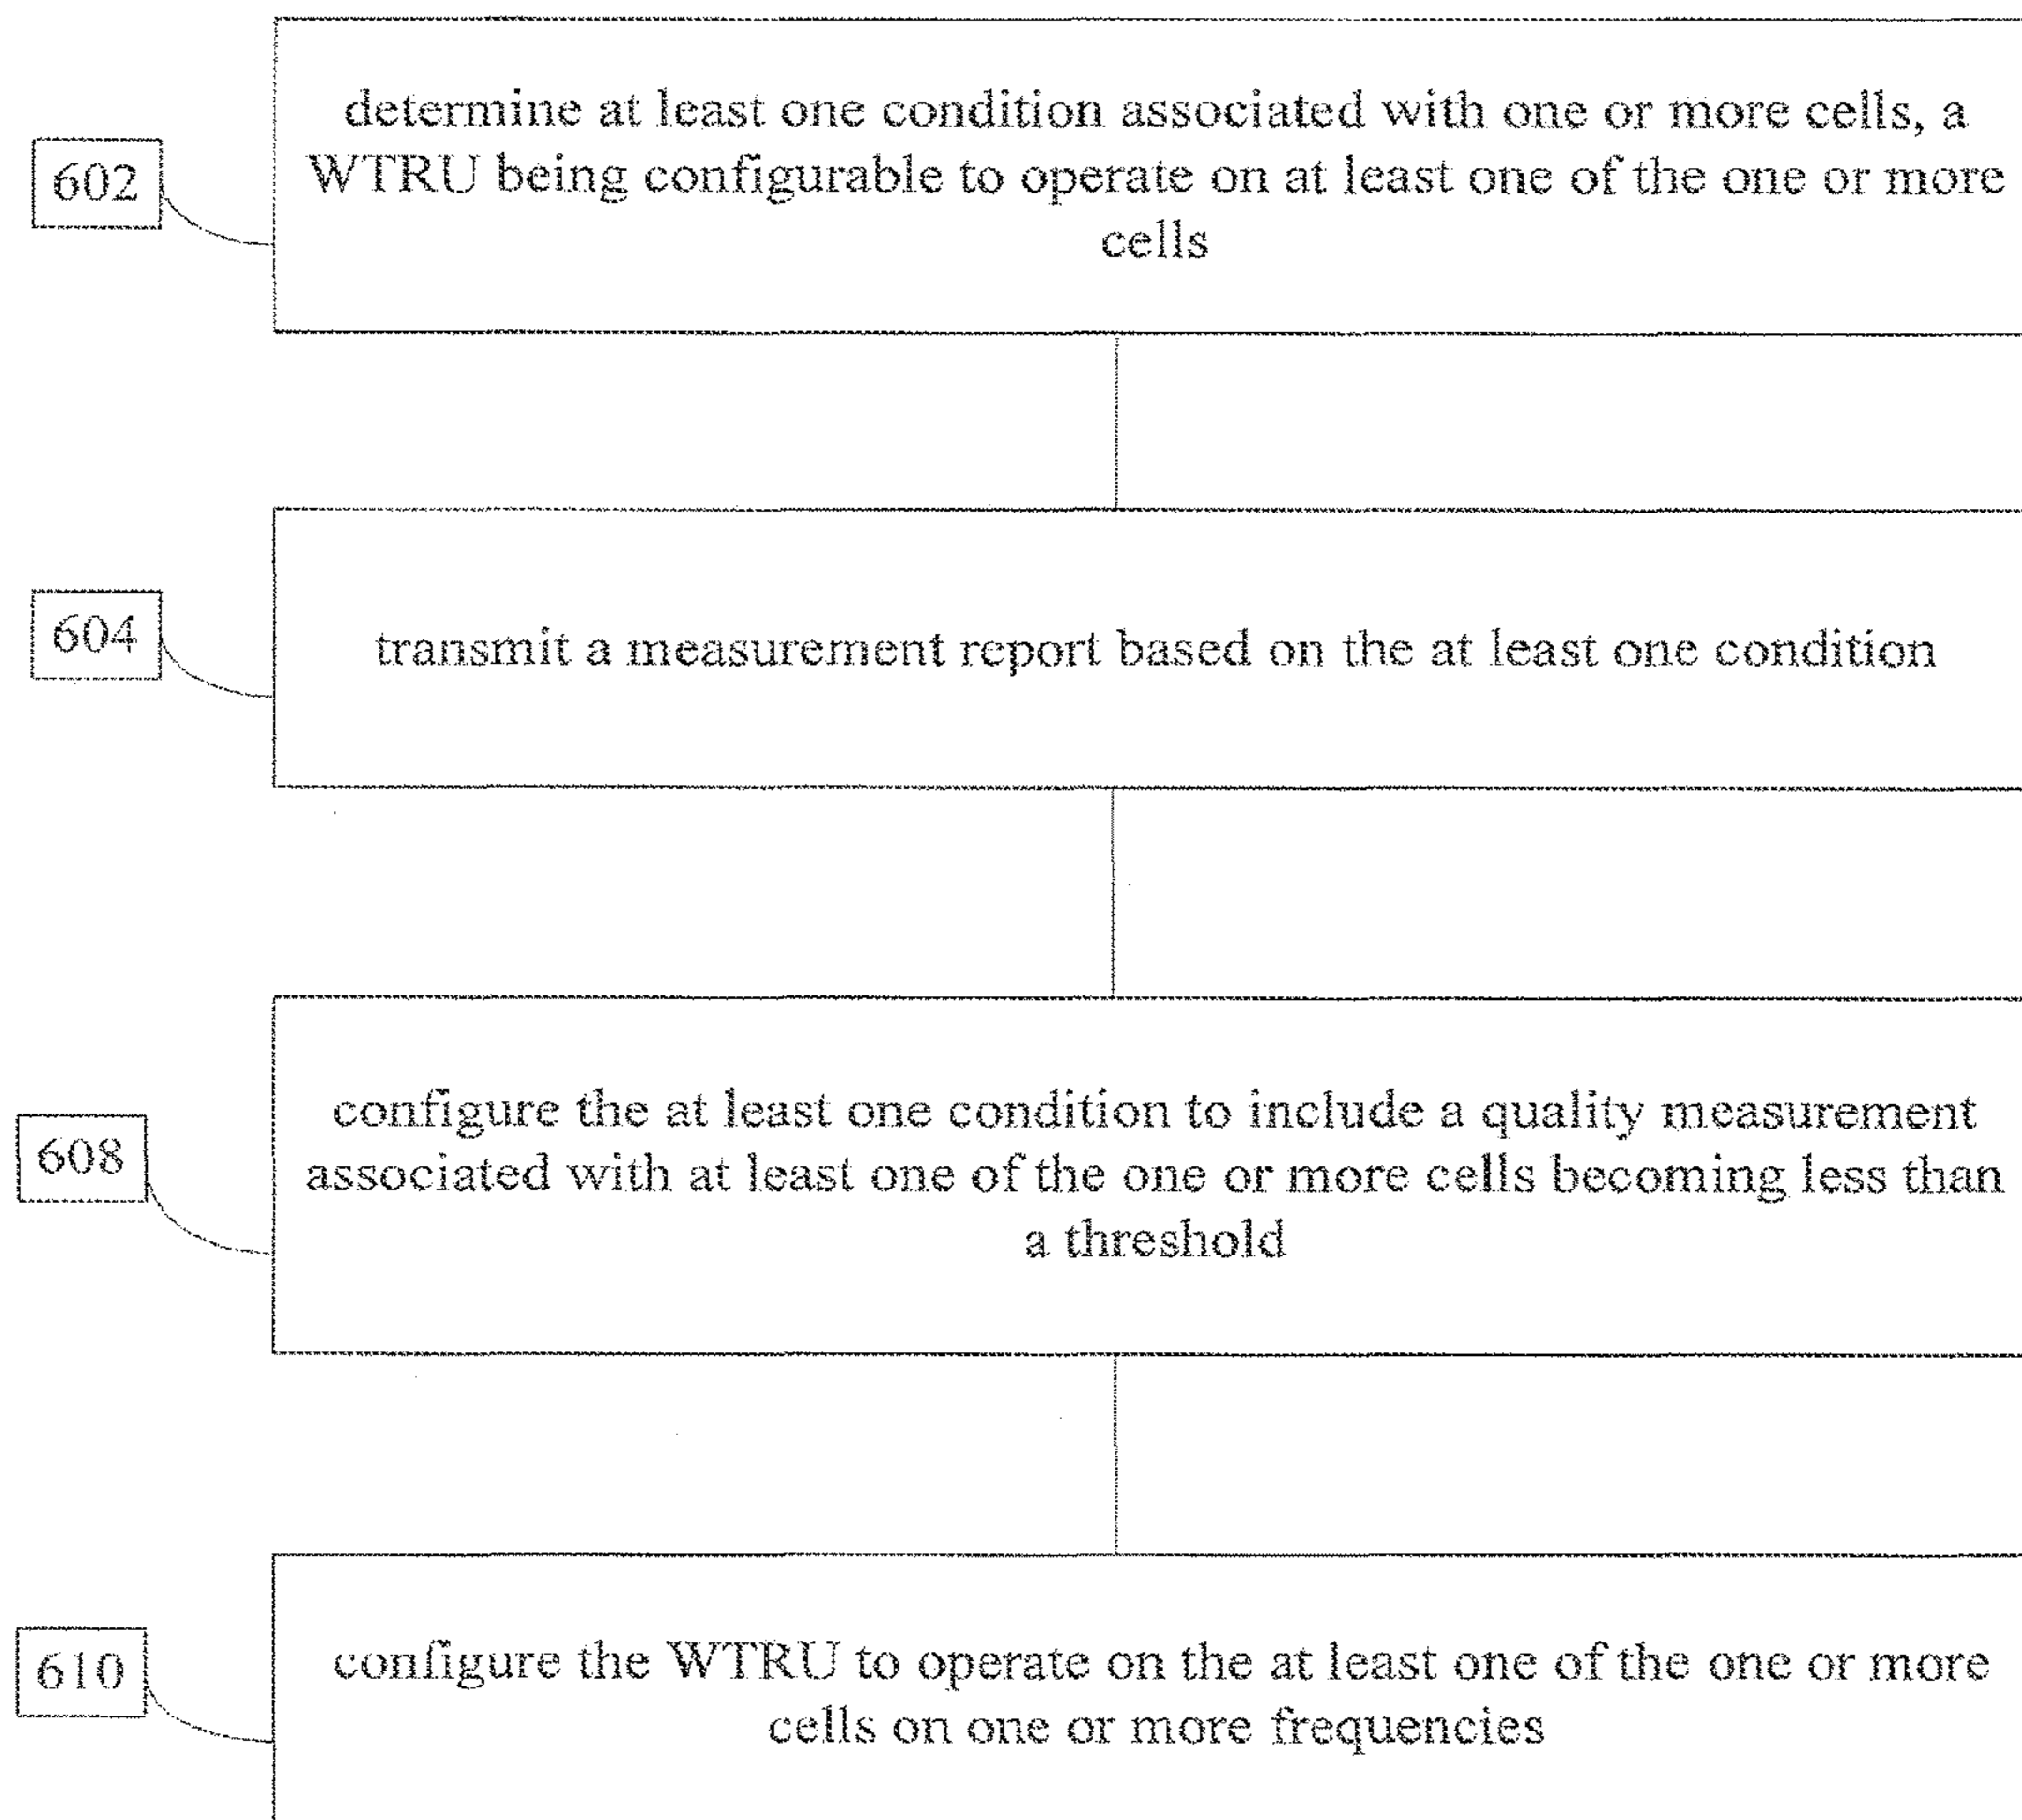 determine at least one condition associated with one or more cells, a
WTRU being configurable to operate on at least one of the one or more
cells
602
transmit a measurement report based on the at least one condition
604
configure the at least one condition to include a quality measurement
associated with at least one of the one or more cells becoming less than
a threshold
608
configure the WTRU to operate on the at least one of the one or more
cells on one or more frequencies
610